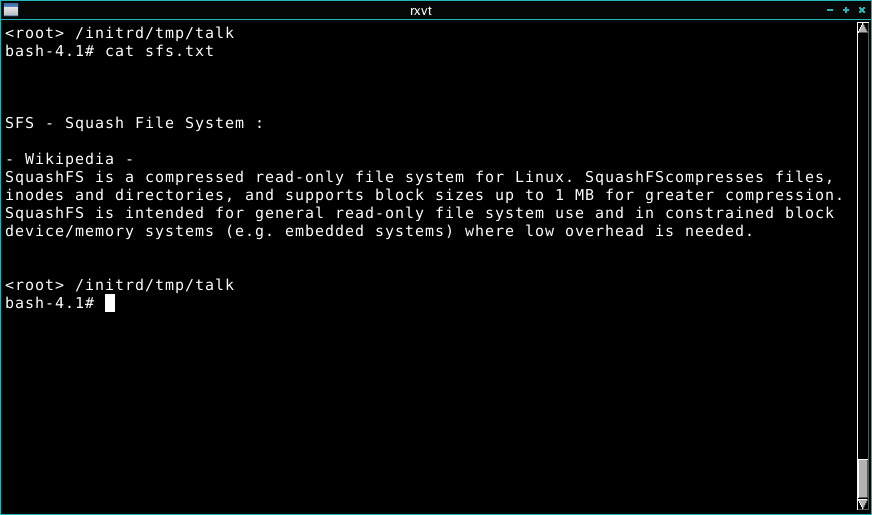 rxvt
<root> /initrd/tmp/talk
bash-4.1# cat sfs.txt
SFS - Squash File System :
- Wikipedia -
SquashFS is a compressed read-only file system for Linux. SquashFScompresses files,
inodes and directories, and supports block sizes up to 1 MB for greater compression.
SquashFS is intended for general read-only file system use and in constrained block
device/memory systems (e.g. embedded systems) where low overhead is needed.
<root> /initrd/tmp/talk
bash-4.1#